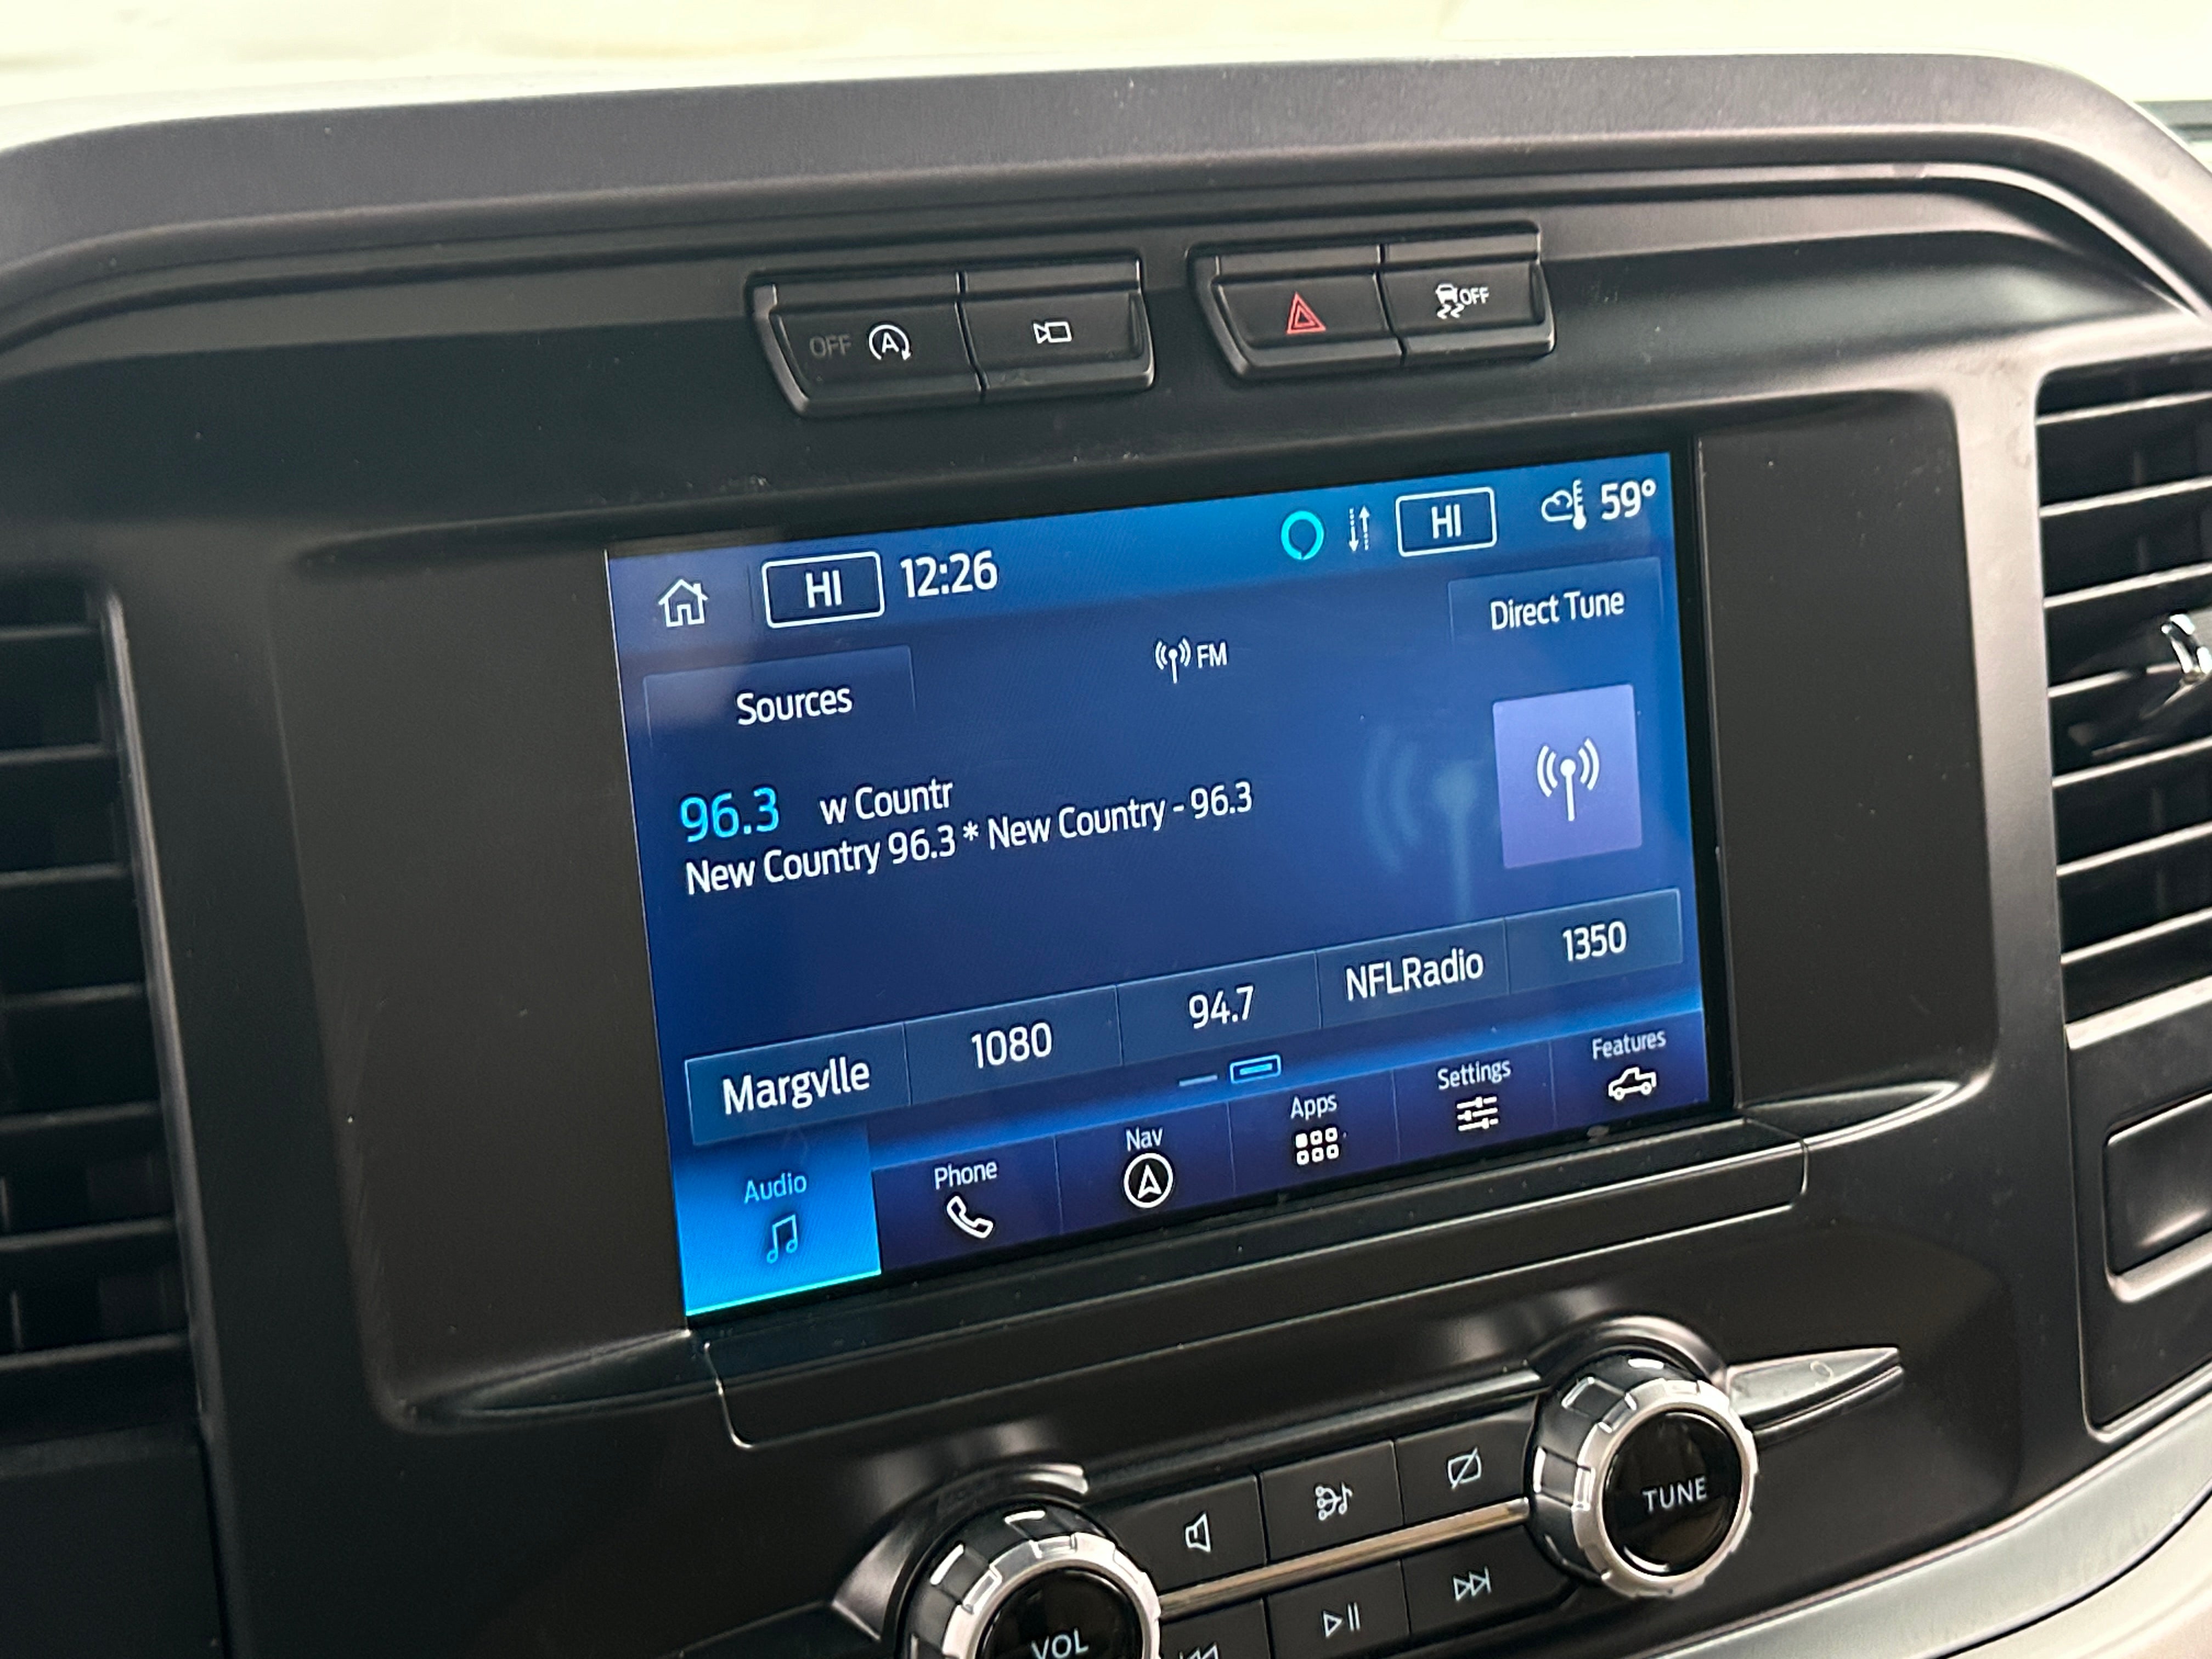 OFF A
OFF
HI 12:26 HI 59°
FM
Sources
Direct Tune
96.3 w Countr
New Country 96.3 * New Country - 96.3
Margvlle 1080 94.7 NFLRadio 1350
Audio Phone Nav Apps Settings Features
VOL
TUNE